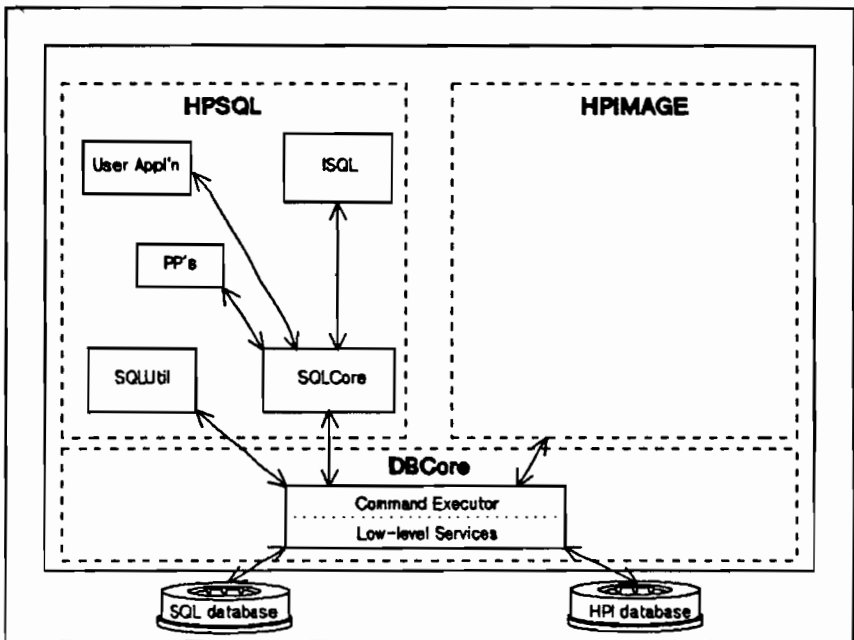 HPSQL
HPIMAGE
User Appl'n
ISQL
PP's
SQLUtil
SQLCore
DBCore
Command Executor
Low-level Services
SQL database
HPI database